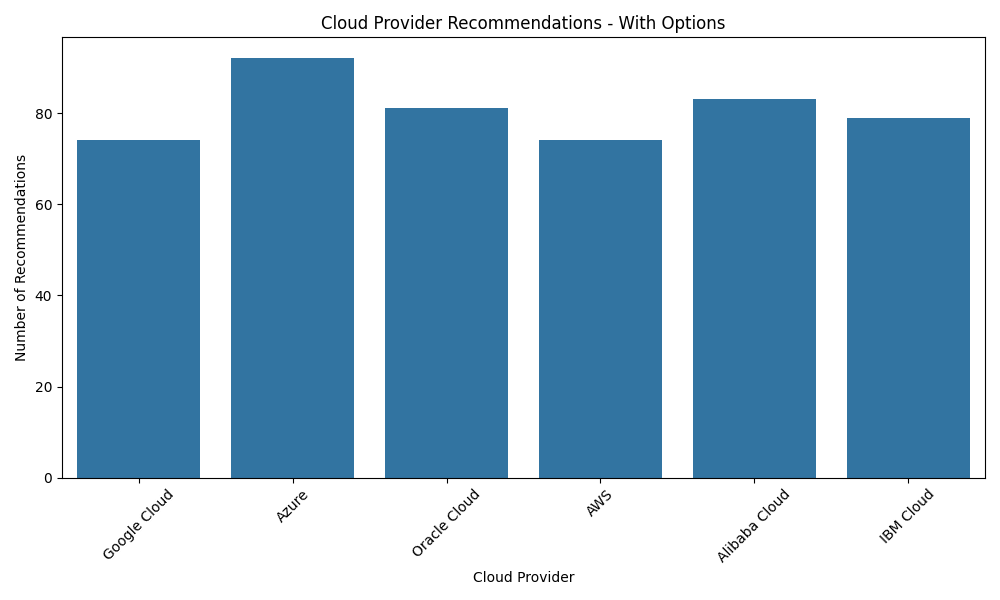 Cloud Provider Recommendations - With Options
Number of Recommendations
80
60
40
20
0
Google Cloud
Azure
Oracle Cloud
AWS
Alibaba Cloud
IBM Cloud
Cloud Provider